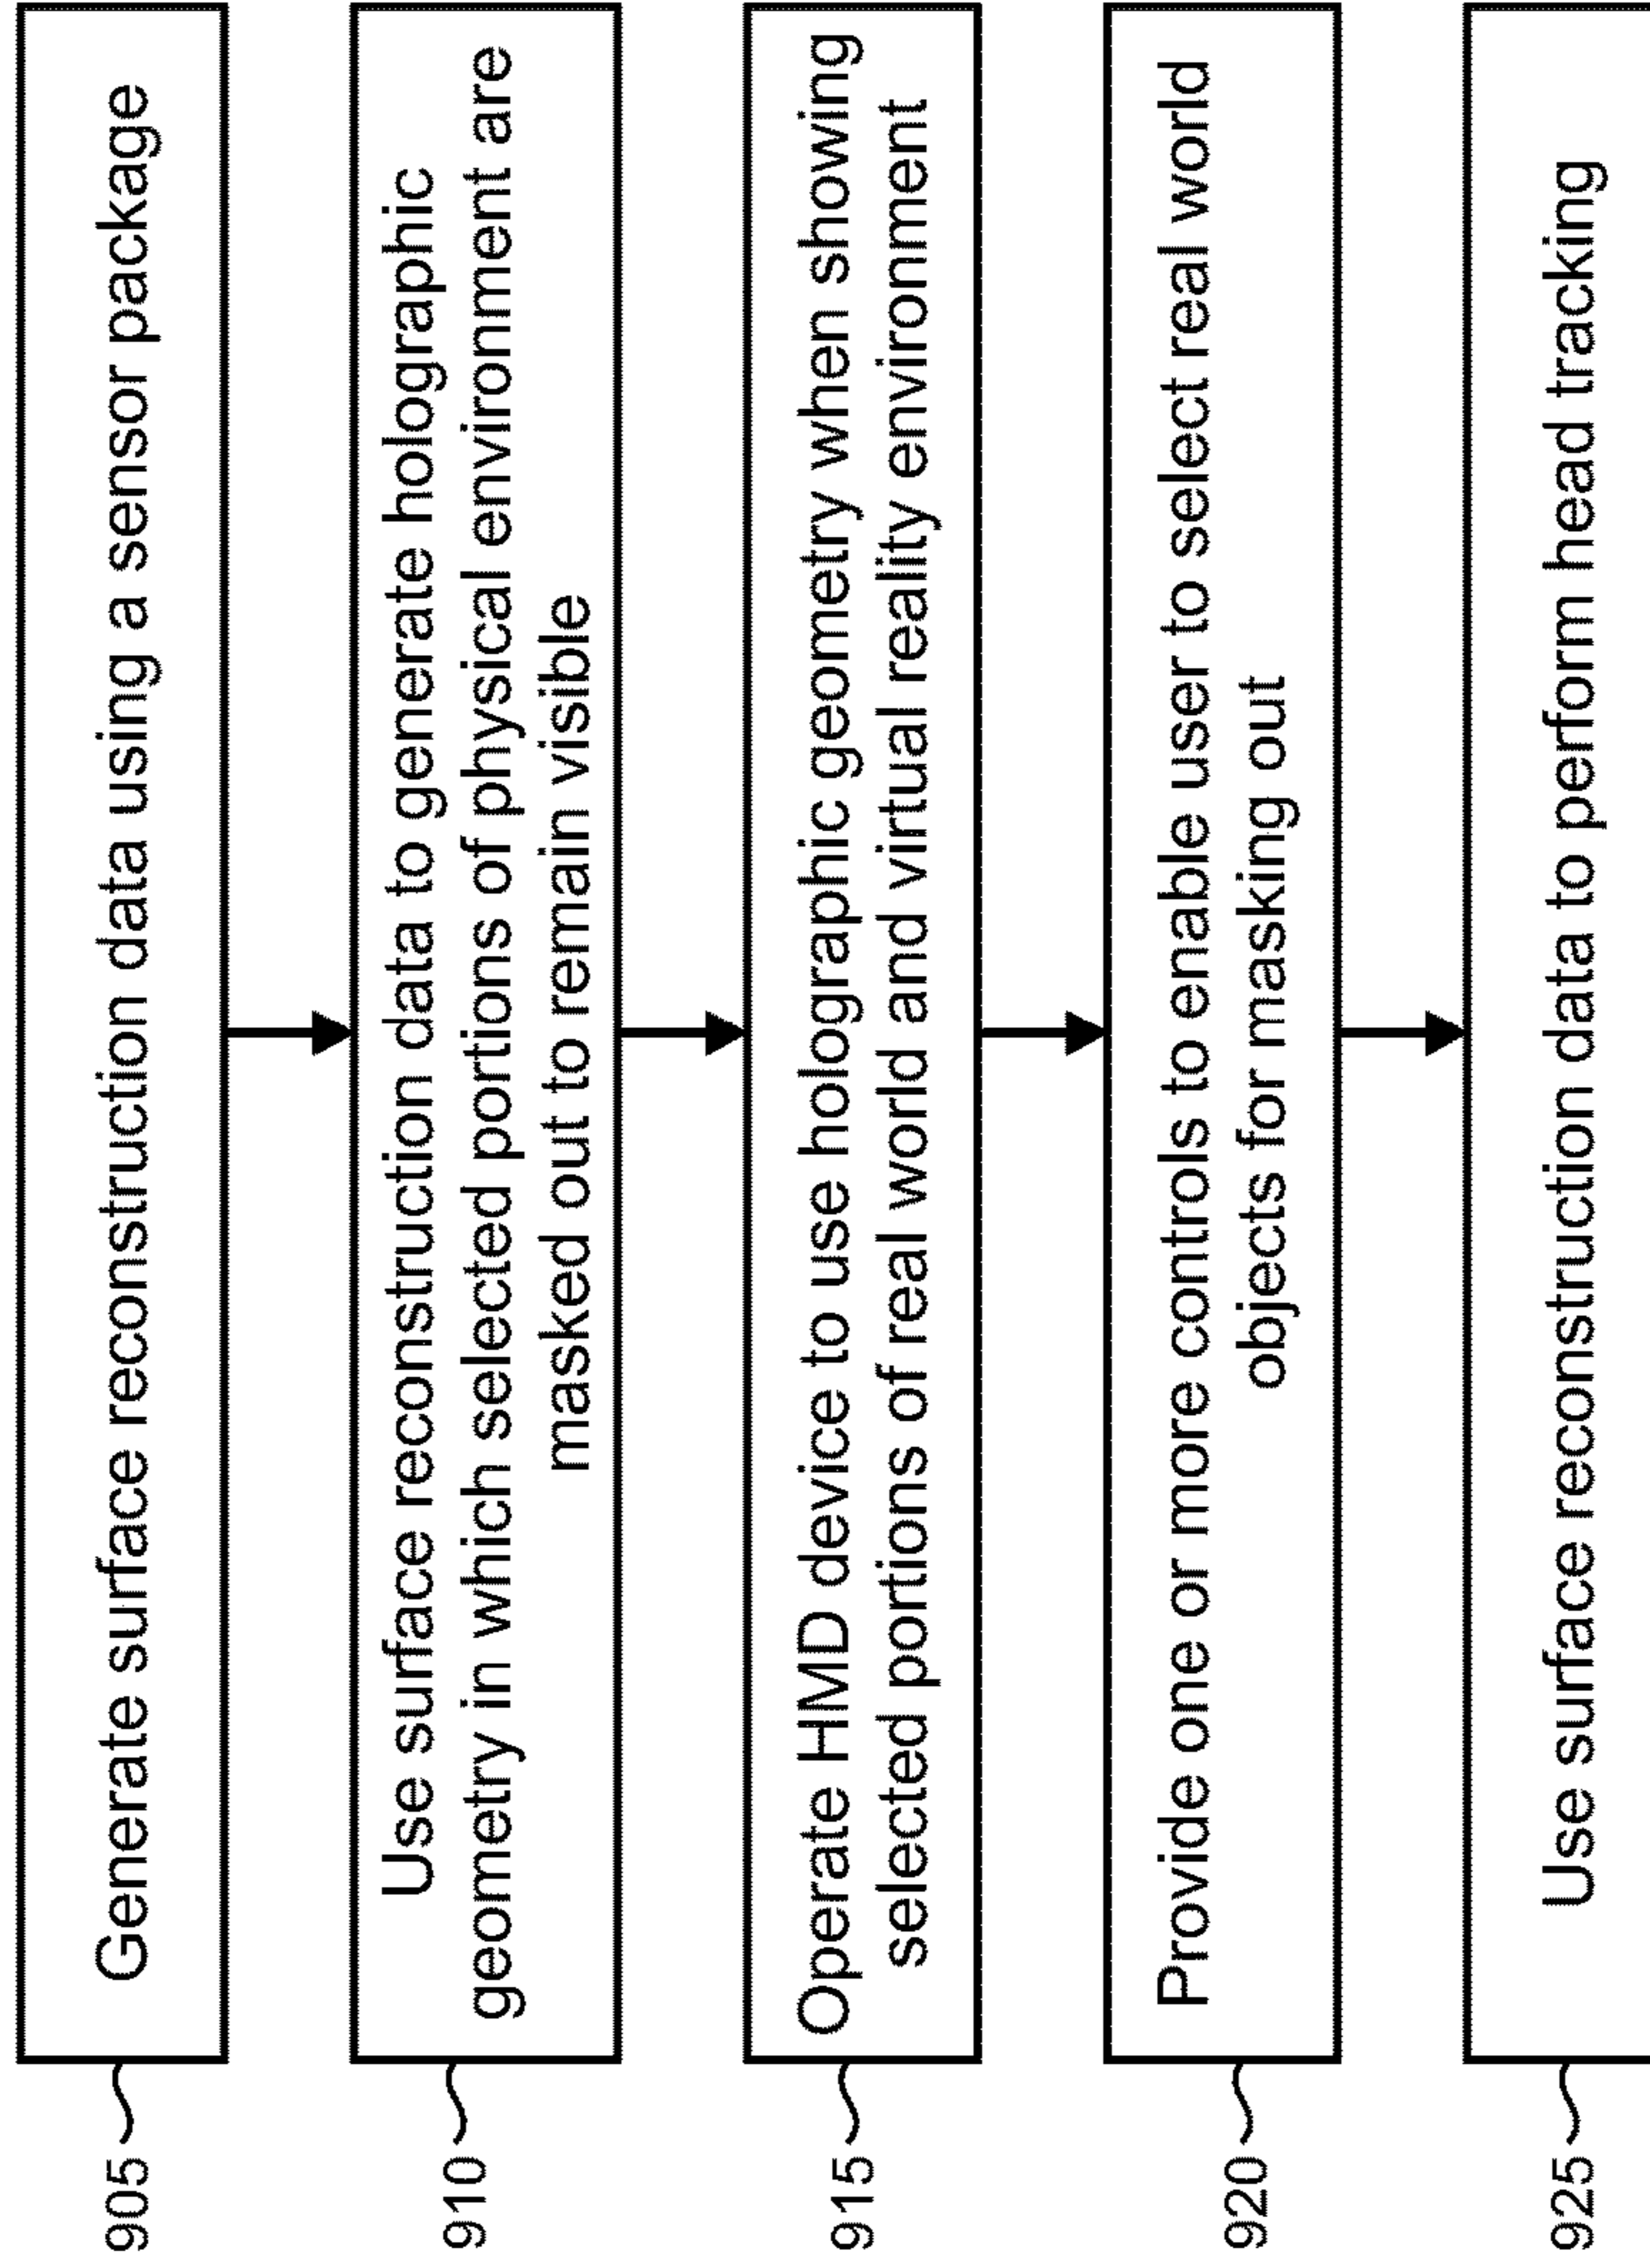 905
Generate surface reconstruction data using a sensor package
910
Use surface reconstruction data to generate holographic
geometry in which selected portions of physical environment are
masked out to remain visible
915
Operate HMD device to use holographic geometry when showing
selected portions of real world and virtual reality environment
920
Provide one or more controls to enable user to select real world
objects for masking out
925
Use surface reconstruction data to perform head tracking